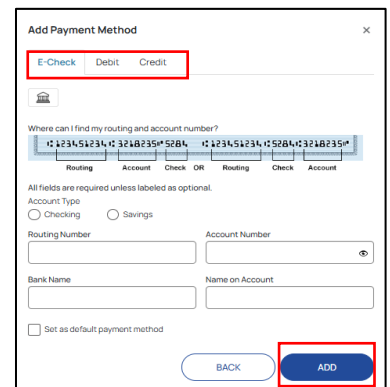 Add Payment Method ×
E-Check Debit Credit
Where can I find my routing and account number?
⑆123451234⑆3218235⑈5284 ⑆123451234⑆5284⑆3218235⑈
Routing Account Check OR Routing Check Account
All fields are required unless labeled as optional.
Account Type
Checking Savings
Routing Number Account Number
Bank Name Name on Account
Set as default payment method
BACK ADD